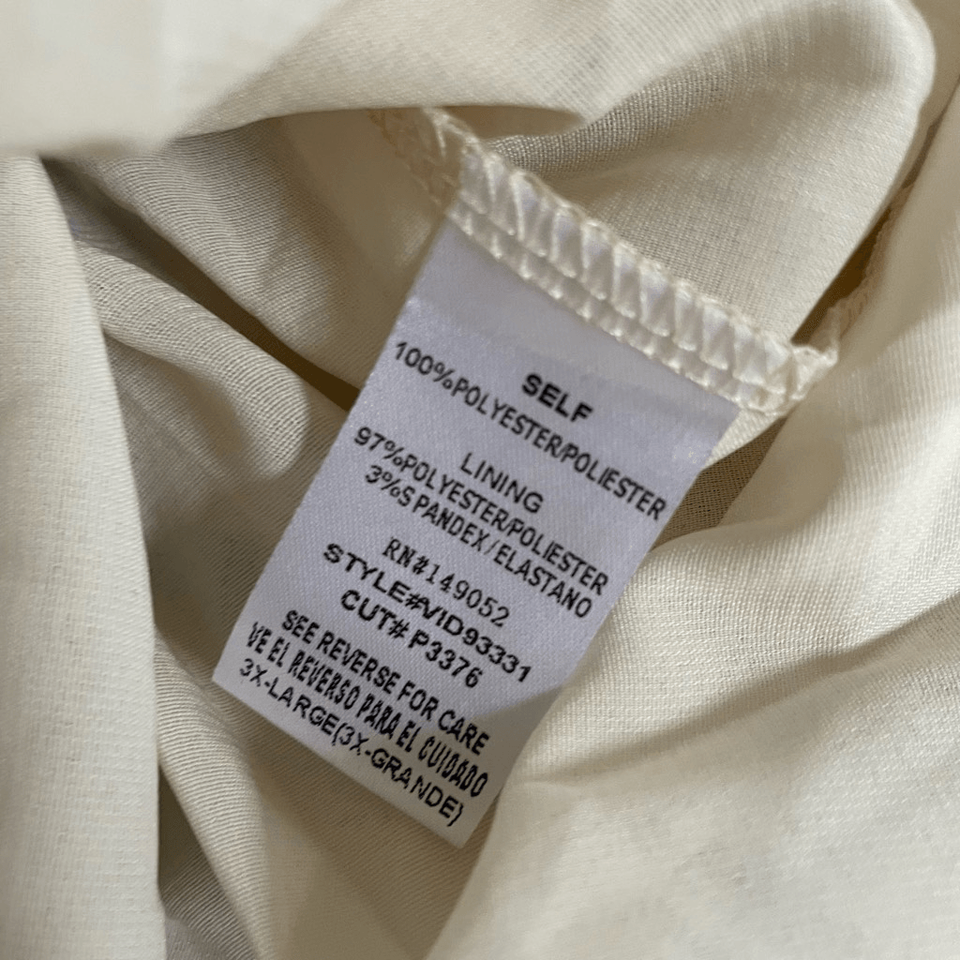 SELF
100%POLYESTER/POLIESTER
LINING
97%POLYESTER/POLIESTER
3%SPANDEX/ELASTANO
RN#149052
STYLE#VID93331
CUT# P3376
SEE REVERSE FOR CARE
VE EL REVERSO PARA EL CUIDADO
3X-LARGE(3X-GRANDE)